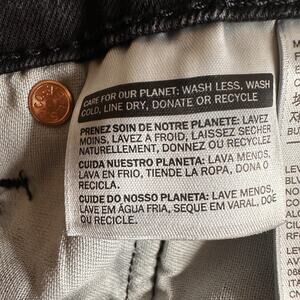 CARE FOR OUR PLANET: WASH LESS, WASH
COLD, LINE DRY, DONATE OR RECYCLE
PRENEZ SOIN DE NOTRE PLANETE: LAVEZ
MOINS, LAVEZ A FROID, LAISSEZ SECHER
NATURELLEMENT, DONNEZ OU RECYCLEZ
CUIDA NUESTRO PLANETA: LAVA MENOS,
LAVA EN FRIO, TIENDE LA ROPA, DONA O
RECICLA.
CUIDE DO NOSSO PLANETA: LAVE MENOS,
LAVE EM ÁGUA FRIA, SEQUE EM VARAL, DOE
OU RECICLE.